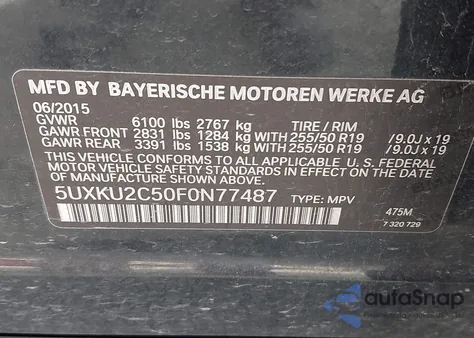 MFD BY BAYERISCHE MOTOREN WERKE AG
06/2015
GVWR 6100 lbs 2767 kg TIRE / RIM
GAWR FRONT 2831 lbs 1284 kg WITH 255/50 R19 /9.0J x 19
GAWR REAR 3391 lbs 1538 kg WITH 255/50 R19 /9.0J x 19
THIS VEHICLE CONFORMS TO ALL APPLICABLE U.S. FEDERAL
MOTOR VEHICLE SAFETY STANDARDS IN EFFECT ON THE DATE
OF MANUFACTURE SHOWN ABOVE.
5UXKU2C50F0N77487 TYPE: MPV 475M
7 320 729
autoSnap